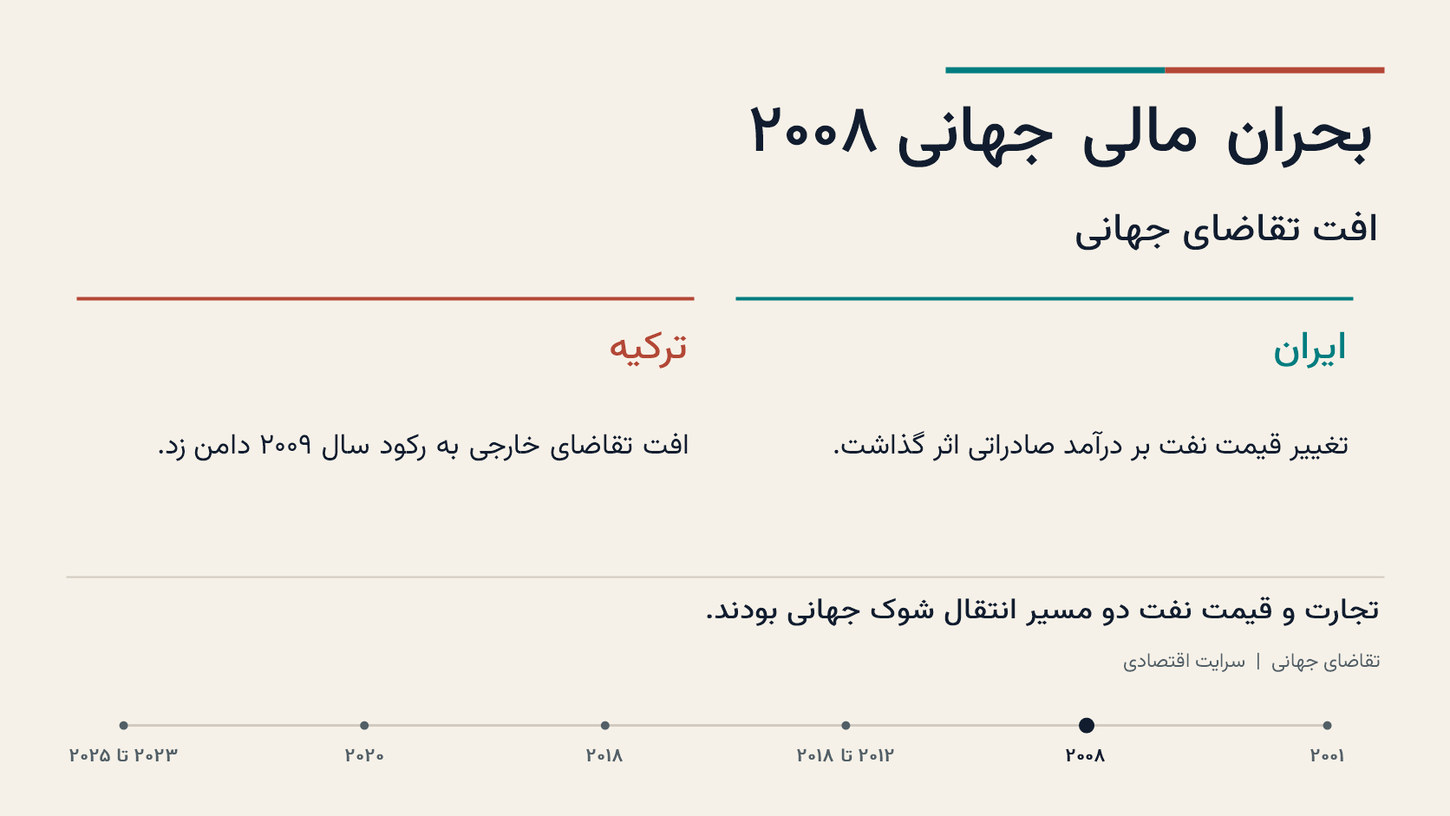 بحران مالی جهانی ۲۰۰۸
افت تقاضای جهانی
ایران
تغییر قیمت نفت بر درآمد صادراتی اثر گذاشت.
ترکیه
افت تقاضای خارجی به رکود سال ۲۰۰۹ دامن زد.
تجارت و قیمت نفت دو مسیر انتقال شوک جهانی بودند.
تقاضای جهانی | سرایت اقتصادی
۲۰۰۱
۲۰۰۸
۲۰۱۲ تا ۲۰۱۸
۲۰۱۸
۲۰۲۰
۲۰۲۳ تا ۲۰۲۵